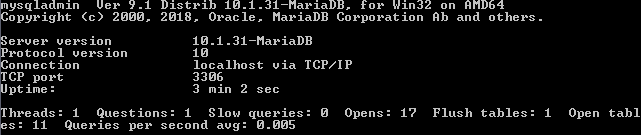 mysqladmin  Ver 9.1 Distrib 10.1.31-MariaDB, for Win32 on AMD64
Copyright (c) 2000, 2018, Oracle, MariaDB Corporation Ab and others.
Server version          10.1.31-MariaDB
Protocol version        10
Connection              localhost via TCP/IP
TCP port                3306
Uptime:                 3 min 2 sec
Threads: 1  Questions: 1  Slow queries: 0  Opens: 17  Flush tables: 1  Open tabl
es: 11  Queries per second avg: 0.005